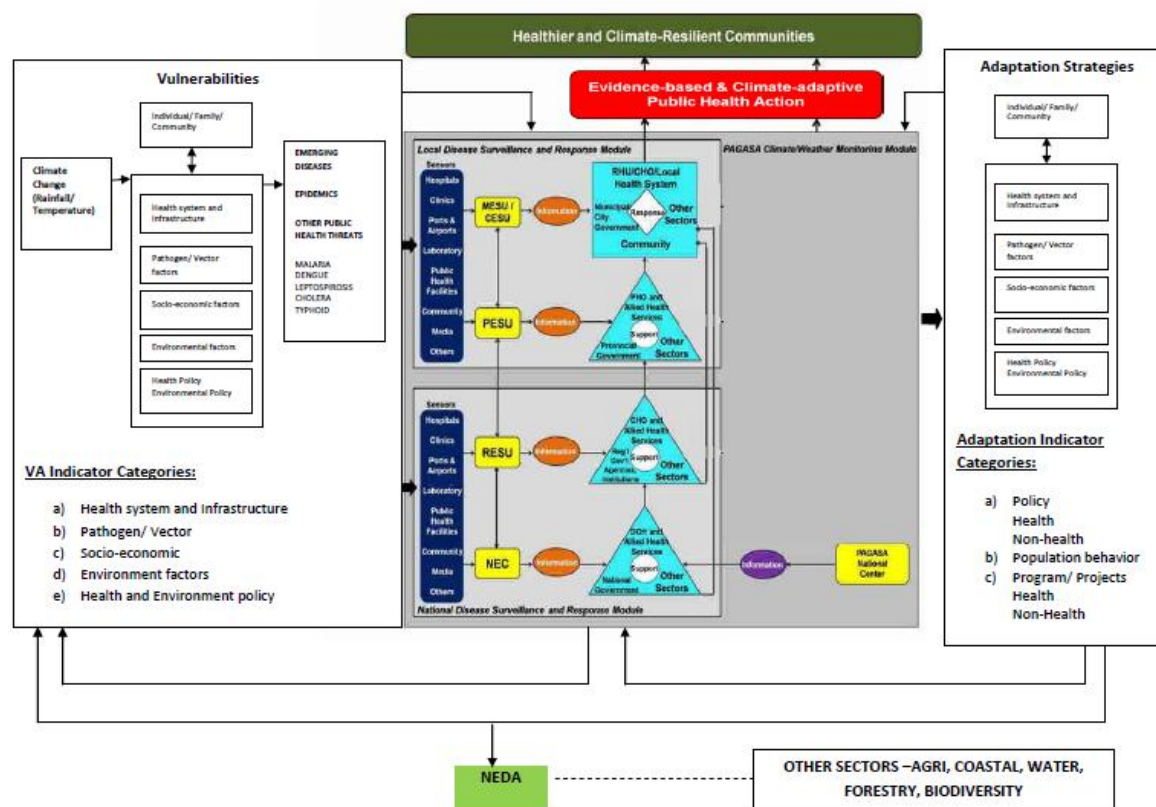 Healthier and Climate-Resilient Communities
Evidence-based & Climate-adaptive
Public Health Action
Vulnerabilities
Individual/ Family/
Community
Climate
Change
(Rainfall/
Temperature)
Health system and
Infrastructure
Pathogen/ Vector
factors
Socio-economic factors
Environmental factors
Health Policy
Environmental Policy
EMERGING
DISEASES
EPIDEMICS
OTHER PUBLIC
HEALTH THREATS
MALARIA
DENGUE
LEPTOSPIROSIS
CHOLERA
TYPHOID
VA Indicator Categories:
a) Health system and Infrastructure
b) Pathogen/ Vector
c) Socio-economic
d) Environment factors
e) Health and Environment policy
Local Disease Surveillance and Response Module
PAGASA Climate/Weather Monitoring Module
Sensors
Hospitals
Clinics
Ports &
Airports
Laboratory
Public
Health
Facilities
Community
Media
Others
MESU /
CESU
Information
RHU/CHO/Local
Health System
Municipal/
City
Government
Response
Other
Sectors
Community
PESU
Information
PHO and
Allied Health
Services
Support
Provincial
Government
Other
Sectors
Sensors
Hospitals
Clinics
Ports &
Airports
Laboratory
Public
Health
Facilities
Community
Media
Others
RESU
Information
CHO and
Allied Health
Services
Reg'l
Gov't
Agencies,
Institutions
Support
Other
Sectors
NEC
Information
DOH and
Allied Health
Services
Support
National
Government
Other
Sectors
Information
PAGASA
National
Center
National Disease Surveillance and Response Module
Adaptation Strategies
Individual/ Family/
Community
Health system and
Infrastructure
Pathogen/ Vector
factors
Socio-economic factors
Environmental factors
Health Policy
Environmental Policy
Adaptation Indicator
Categories:
a) Policy
Health
Non-health
b) Population behavior
c) Program/ Projects
Health
Non-Health
NEDA
OTHER SECTORS –AGRI, COASTAL, WATER,
FORESTRY, BIODIVERSITY